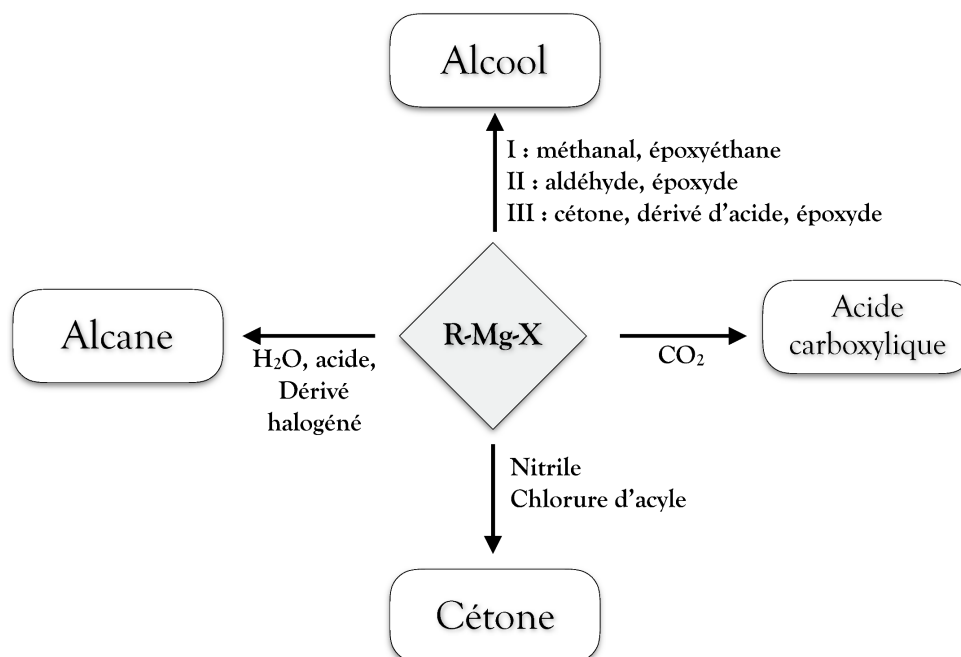 Alcool
I : méthanal, époxyéthane
II : aldéhyde, époxyde
III : cétone, dérivé d'acide, époxyde
Alcane
H₂O, acide,
Dérivé
halogéné
R-Mg-X
CO₂
Acide
carboxylique
Nitrile
Chlorure d'acyle
Cétone